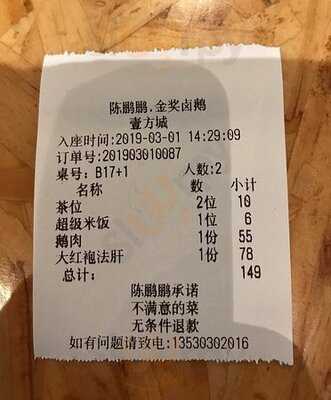 陈鹏鹏.金奖卤鹅
壹方城
入座时间:2019-03-01 14:29:09
订单号:201903010087
桌号: B17+1 人数:2
名称 数 小计
茶位 2位 10
超级米饭 1位 6
鹅肉 1份 55
大红袍法肝 1份 78
总计: 149
陈鹏鹏承诺
不满意的菜
无条件退款
如有问题请致电:13530302016